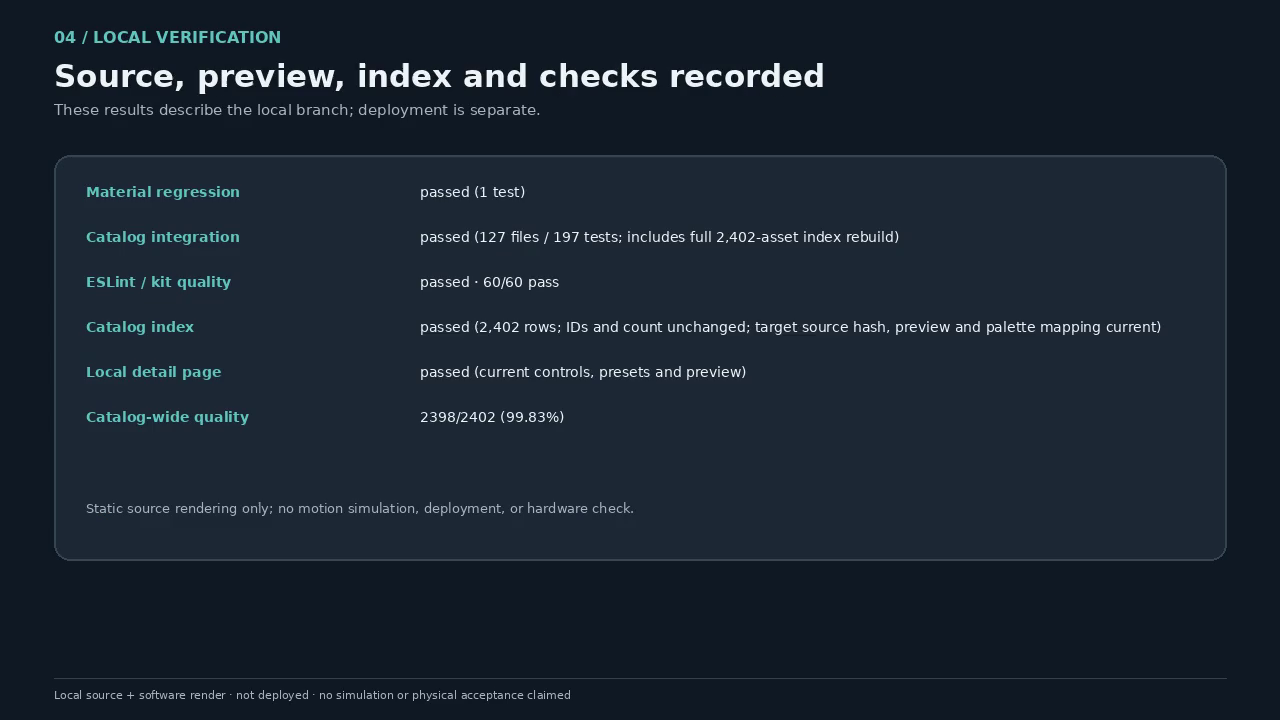 04 / LOCAL VERIFICATION
Source, preview, index and checks recorded
These results describe the local branch; deployment is separate.
Material regression passed (1 test)
Catalog integration passed (127 files / 197 tests; includes full 2,402-asset index rebuild)
ESLint / kit quality passed · 60/60 pass
Catalog index passed (2,402 rows; IDs and count unchanged; target source hash, preview and palette mapping current)
Local detail page passed (current controls, presets and preview)
Catalog-wide quality 2398/2402 (99.83%)
Static source rendering only; no motion simulation, deployment, or hardware check.
Local source + software render · not deployed · no simulation or physical acceptance claimed